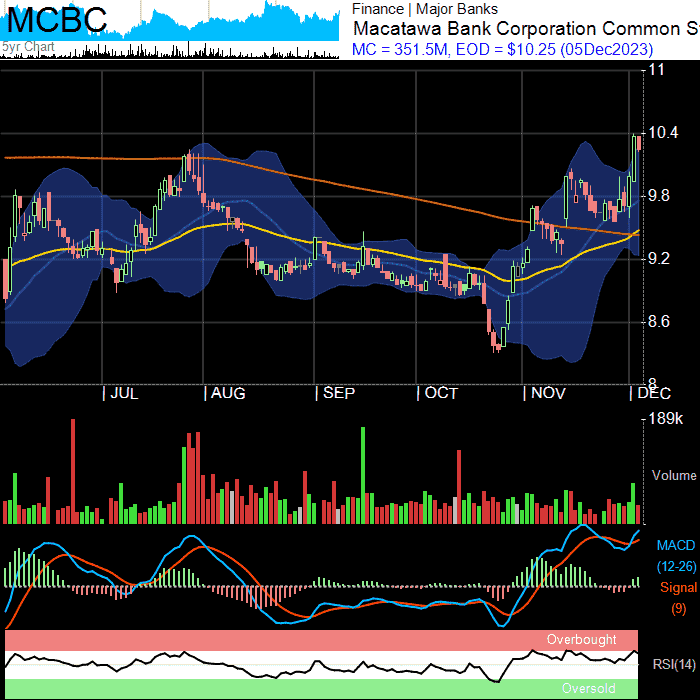 MCBC
5yr Chart
Finance | Major Banks
Macatawa Bank Corporation Common S
MC = 351.5M, EOD = $10.25 (05Dec2023)
11
10.4
9.8
9.2
8.6
8
JUL
AUG
SEP
OCT
NOV
DEC
189k
Volume
MACD
(12-26)
Signal
(9)
Overbought
RSI(14)
Oversold